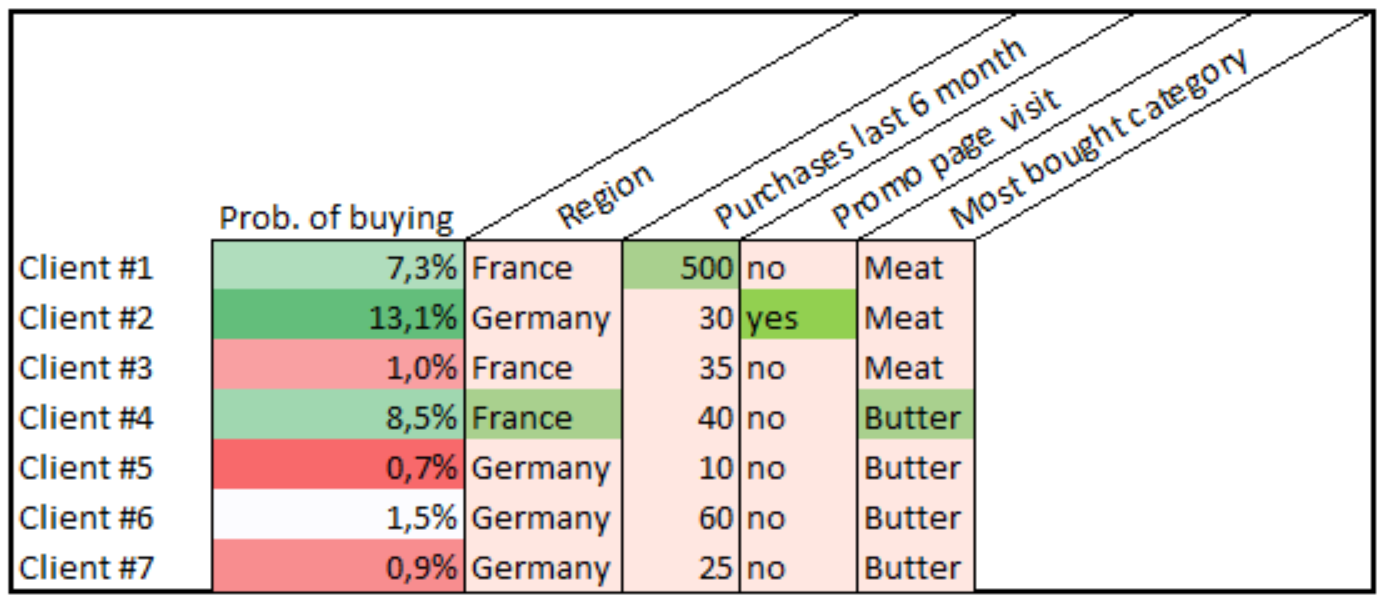 Prob. of buying Region Purchases last 6 month Promo page visit Most bought category
Client #1 7,3% France 500 no Meat
Client #2 13,1% Germany 30 yes Meat
Client #3 1,0% France 35 no Meat
Client #4 8,5% France 40 no Butter
Client #5 0,7% Germany 10 no Butter
Client #6 1,5% Germany 60 no Butter
Client #7 0,9% Germany 25 no Butter